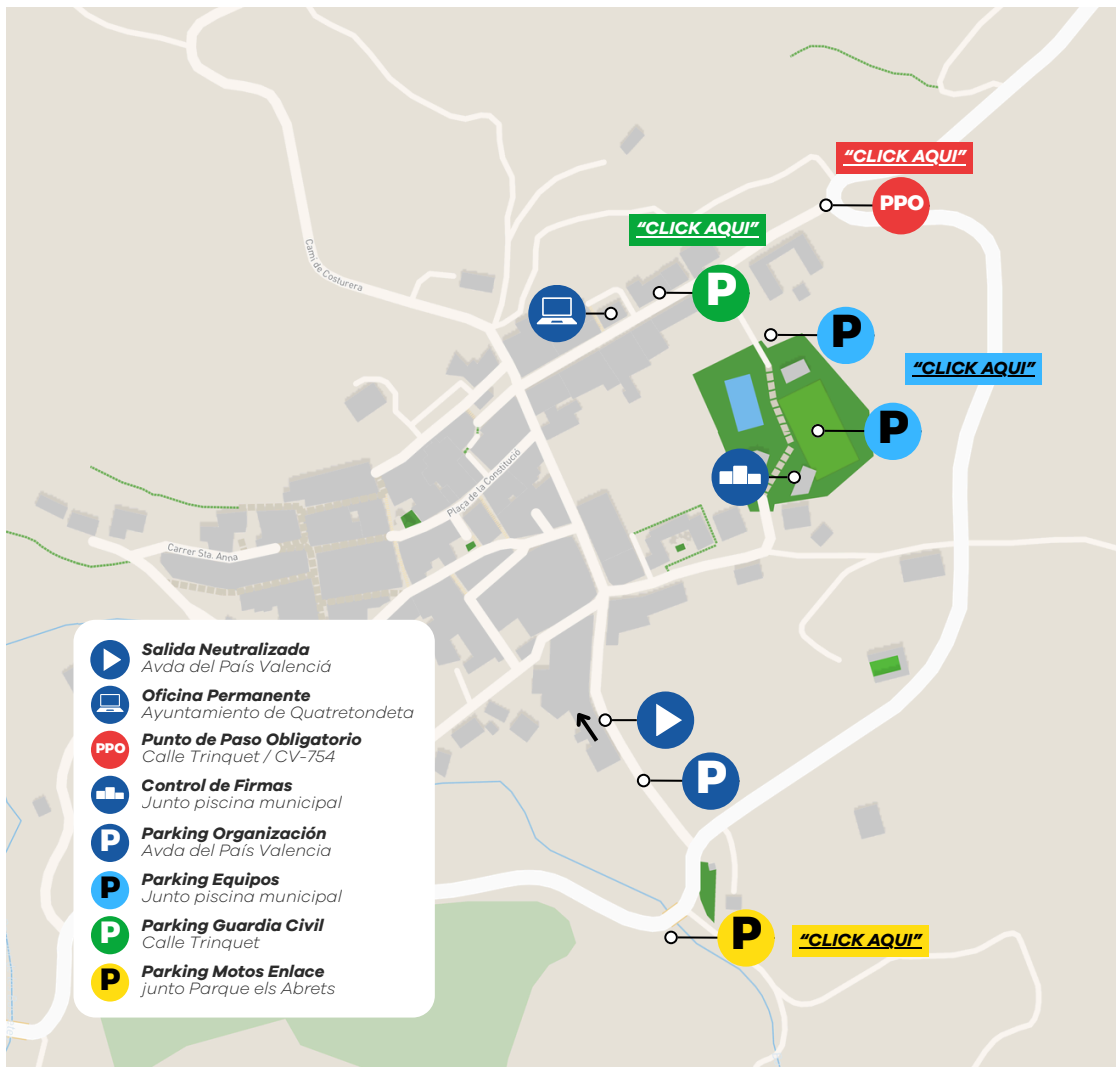 “CLICK AQUI”
PPO
“CLICK AQUI”
Camí de Costurera
P
P
“CLICK AQUI”
P
Plaça de la Constitució
Carrer Sta. Anna
Salida Neutralizada
Avda del País Valenciá
Oficina Permanente
Ayuntamiento de Quatretondeta
PPO
Punto de Paso Obligatorio
Calle Trinquet / CV-754
Control de Firmas
Junto piscina municipal
P
Parking Organización
Avda del País Valencia
P
Parking Equipos
Junto piscina municipal
P
Parking Guardia Civil
Calle Trinquet
P
Parking Motos Enlace
junto Parque els Abrets
P
P
“CLICK AQUI”